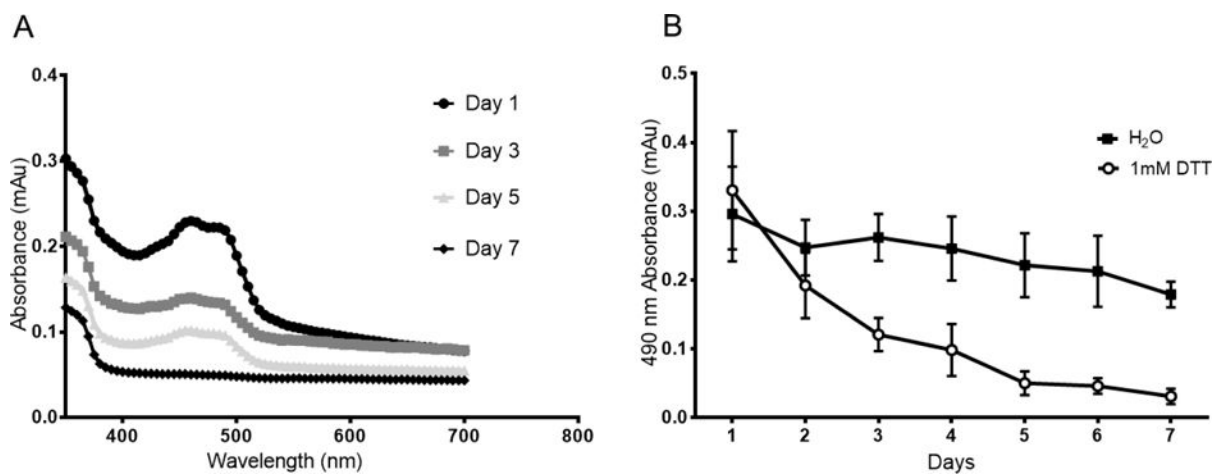 A
B
0.4
0.3
0.2
0.1
0.0
400
500
600
700
800
Absorbance (mAu)
Wavelength (nm)
Day 1
Day 3
Day 5
Day 7
0.5
0.4
0.3
0.2
0.1
0.0
1
2
3
4
5
6
7
490 nm Absorbance (mAu)
Days
H₂O
1mM DTT